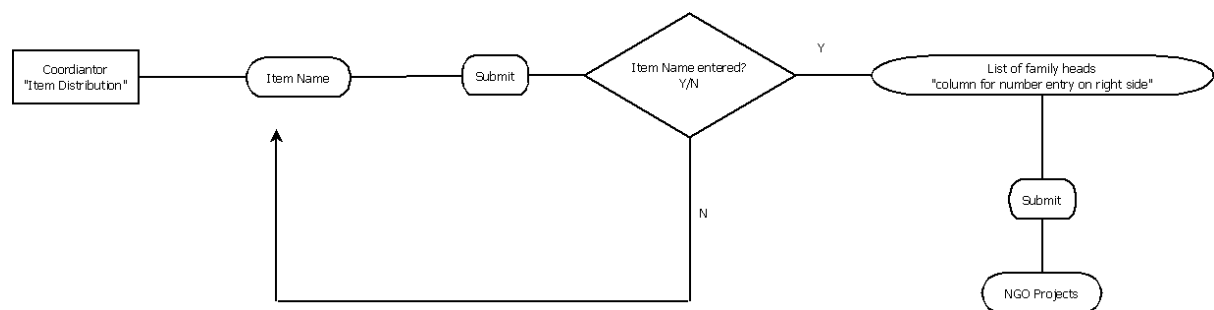 Coordiantor
"Item Distribution"
Item Name
Submit
Item Name entered?
Y/N
Y
List of family heads
"column for number entry on right side"
N
Submit
NGO Projects